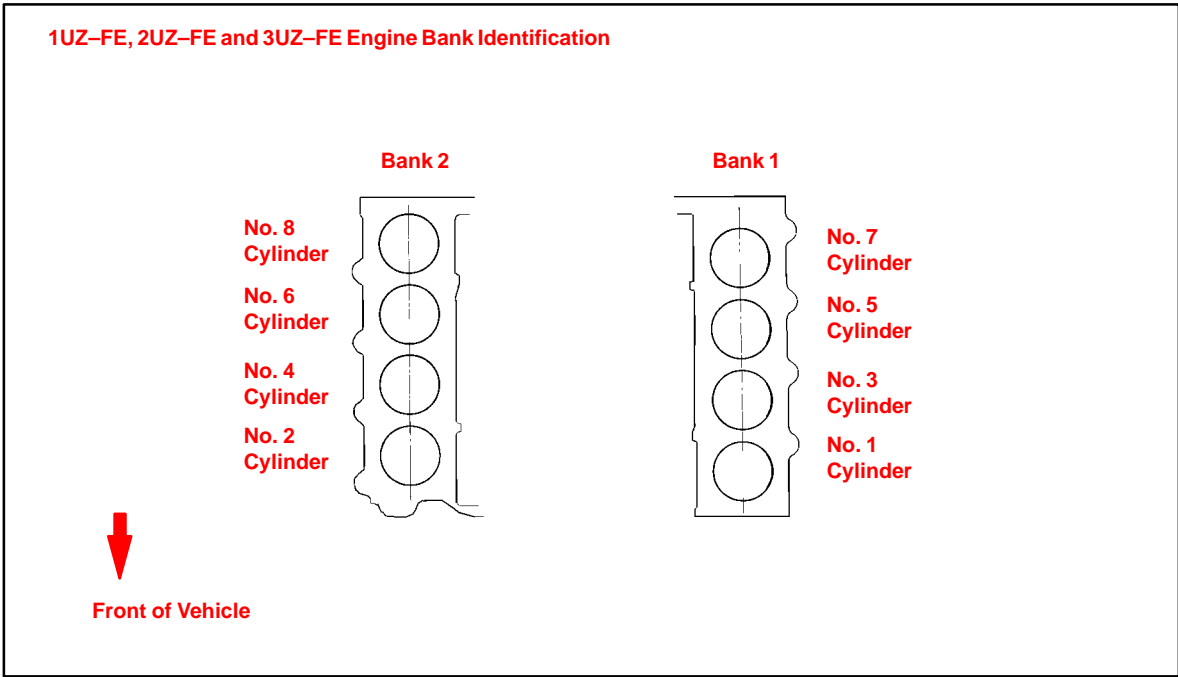 1UZ–FE, 2UZ–FE and 3UZ–FE Engine Bank Identification
Bank 2
Bank 1
No. 8
Cylinder
No. 6
Cylinder
No. 4
Cylinder
No. 2
Cylinder
No. 7
Cylinder
No. 5
Cylinder
No. 3
Cylinder
No. 1
Cylinder
Front of Vehicle